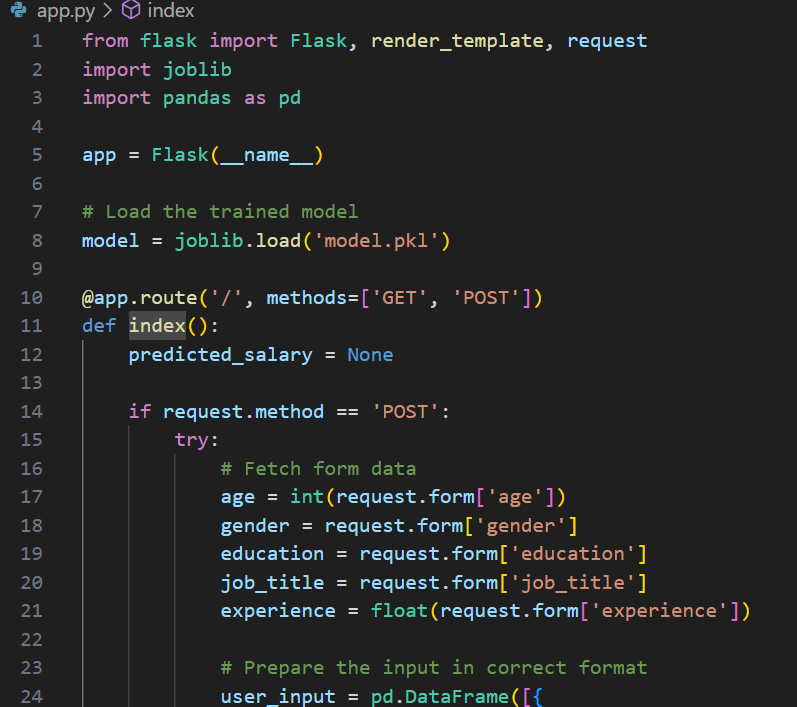 app.py > index
1 from flask import Flask, render_template, request
2 import joblib
3 import pandas as pd
4
5 app = Flask(__name__)
6
7 # Load the trained model
8 model = joblib.load('model.pkl')
9
10 @app.route('/', methods=['GET', 'POST'])
11 def index():
12     predicted_salary = None
13
14     if request.method == 'POST':
15         try:
16             # Fetch form data
17             age = int(request.form['age'])
18             gender = request.form['gender']
19             education = request.form['education']
20             job_title = request.form['job_title']
21             experience = float(request.form['experience'])
22
23             # Prepare the input in correct format
24             user_input = pd.DataFrame([{